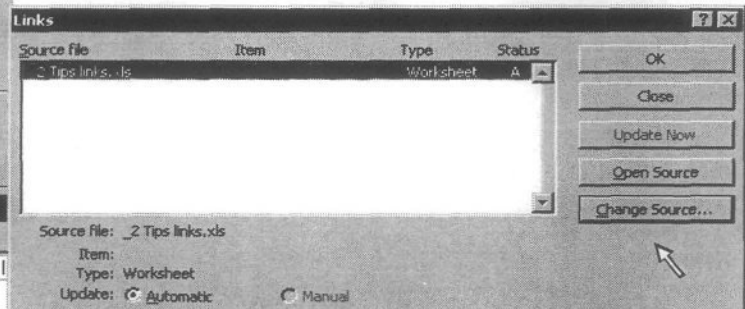 Links
Source file Item Type Status
_2 Tips links.xls Worksheet A
OK
Close
Update Now
Open Source
Change Source...
Source file: _2 Tips links.xls
Item:
Type: Worksheet
Update: Automatic Manual